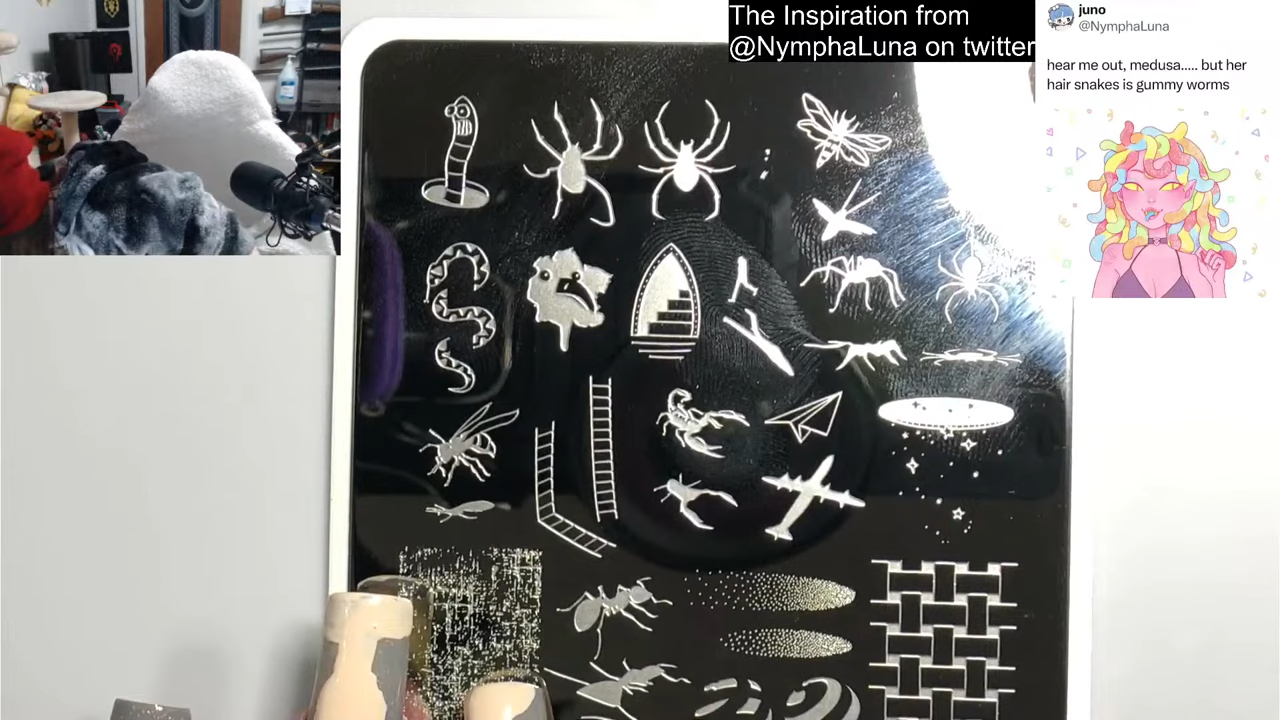 The Inspiration from
@NymphaLuna on twitter
juno
@NymphaLuna
hear me out, medusa..... but her
hair snakes is gummy worms